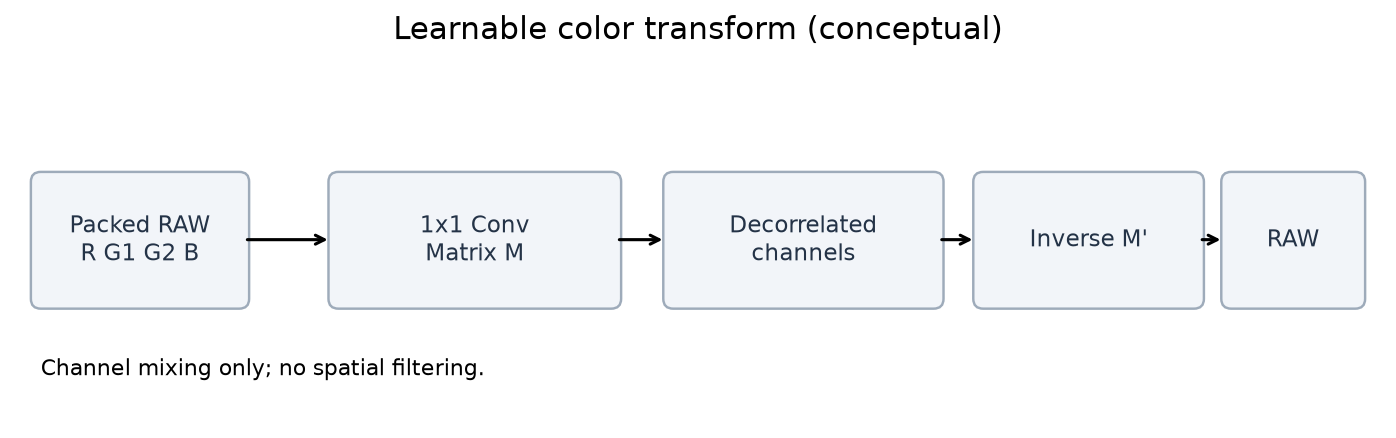 Learnable color transform (conceptual)
Packed RAW
R G1 G2 B
1x1 Conv
Matrix M
Decorrelated
channels
Inverse M'
RAW
Channel mixing only; no spatial filtering.